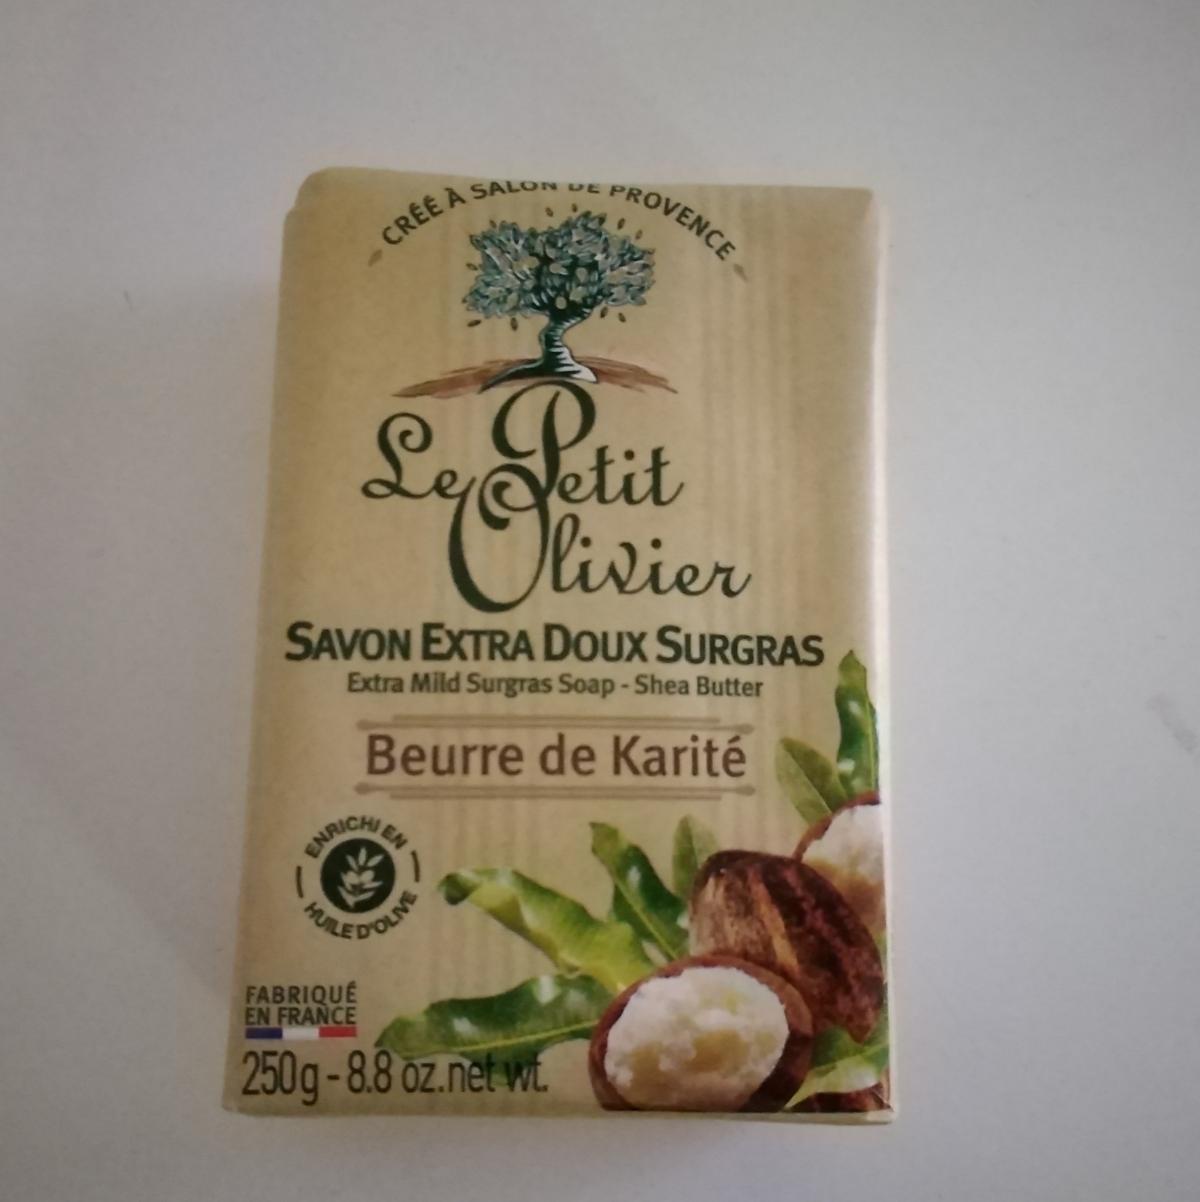 CRÉÉ À SALON DE PROVENCE
Le Petit
Olivier
SAVON EXTRA DOUX SURGRAS
Extra Mild Surgras Soap - Shea Butter
Beurre de Karité
ENRICHI EN
HUILE D'OLIVE
FABRIQUÉ
EN FRANCE
250g - 8.8 oz.net wt.